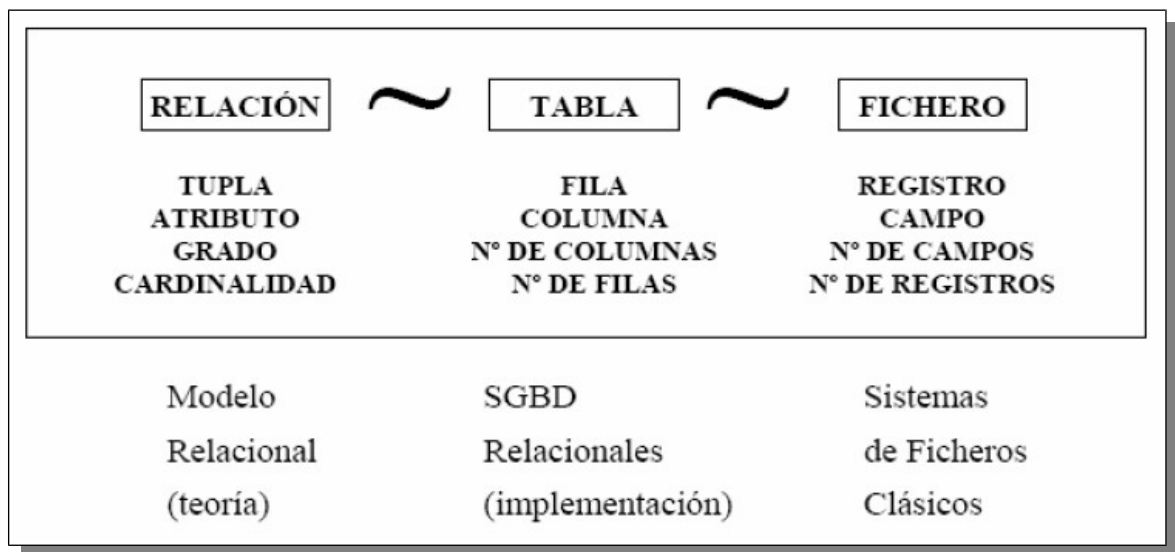 RELACIÓN ~ TABLA ~ FICHERO
TUPLA FILA REGISTRO
ATRIBUTO COLUMNA CAMPO
GRADO Nº DE COLUMNAS Nº DE CAMPOS
CARDINALIDAD Nº DE FILAS Nº DE REGISTROS
Modelo SGBD Sistemas
Relacional Relacionales de Ficheros
(teoría) (implementación) Clásicos